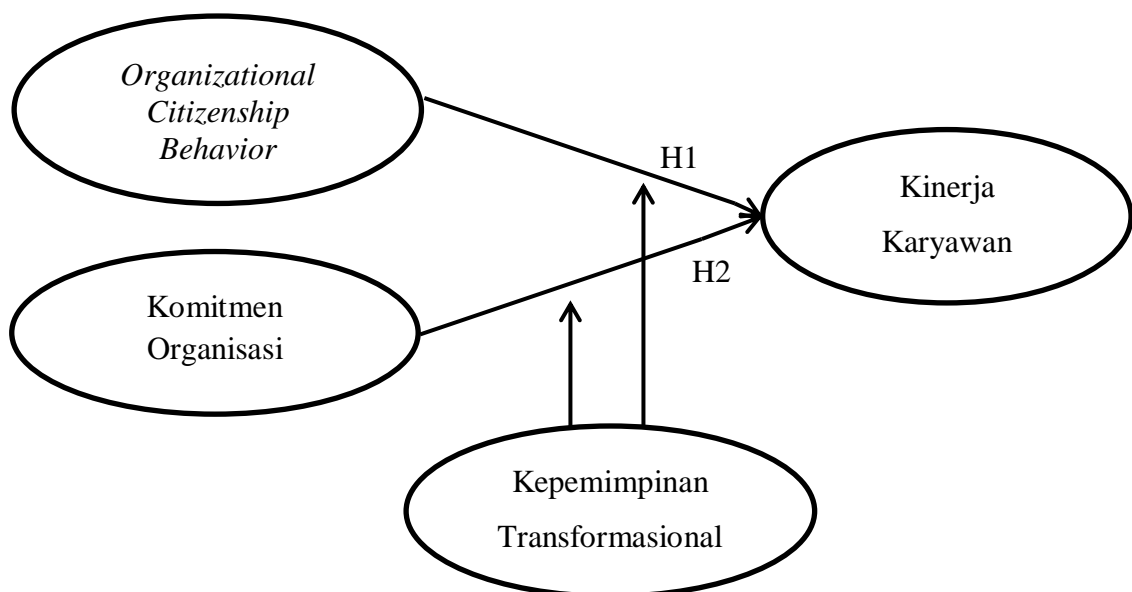 Organizational
Citizenship
Behavior
H1
Kinerja
Karyawan
H2
Komitmen
Organisasi
Kepemimpinan
Transformasional